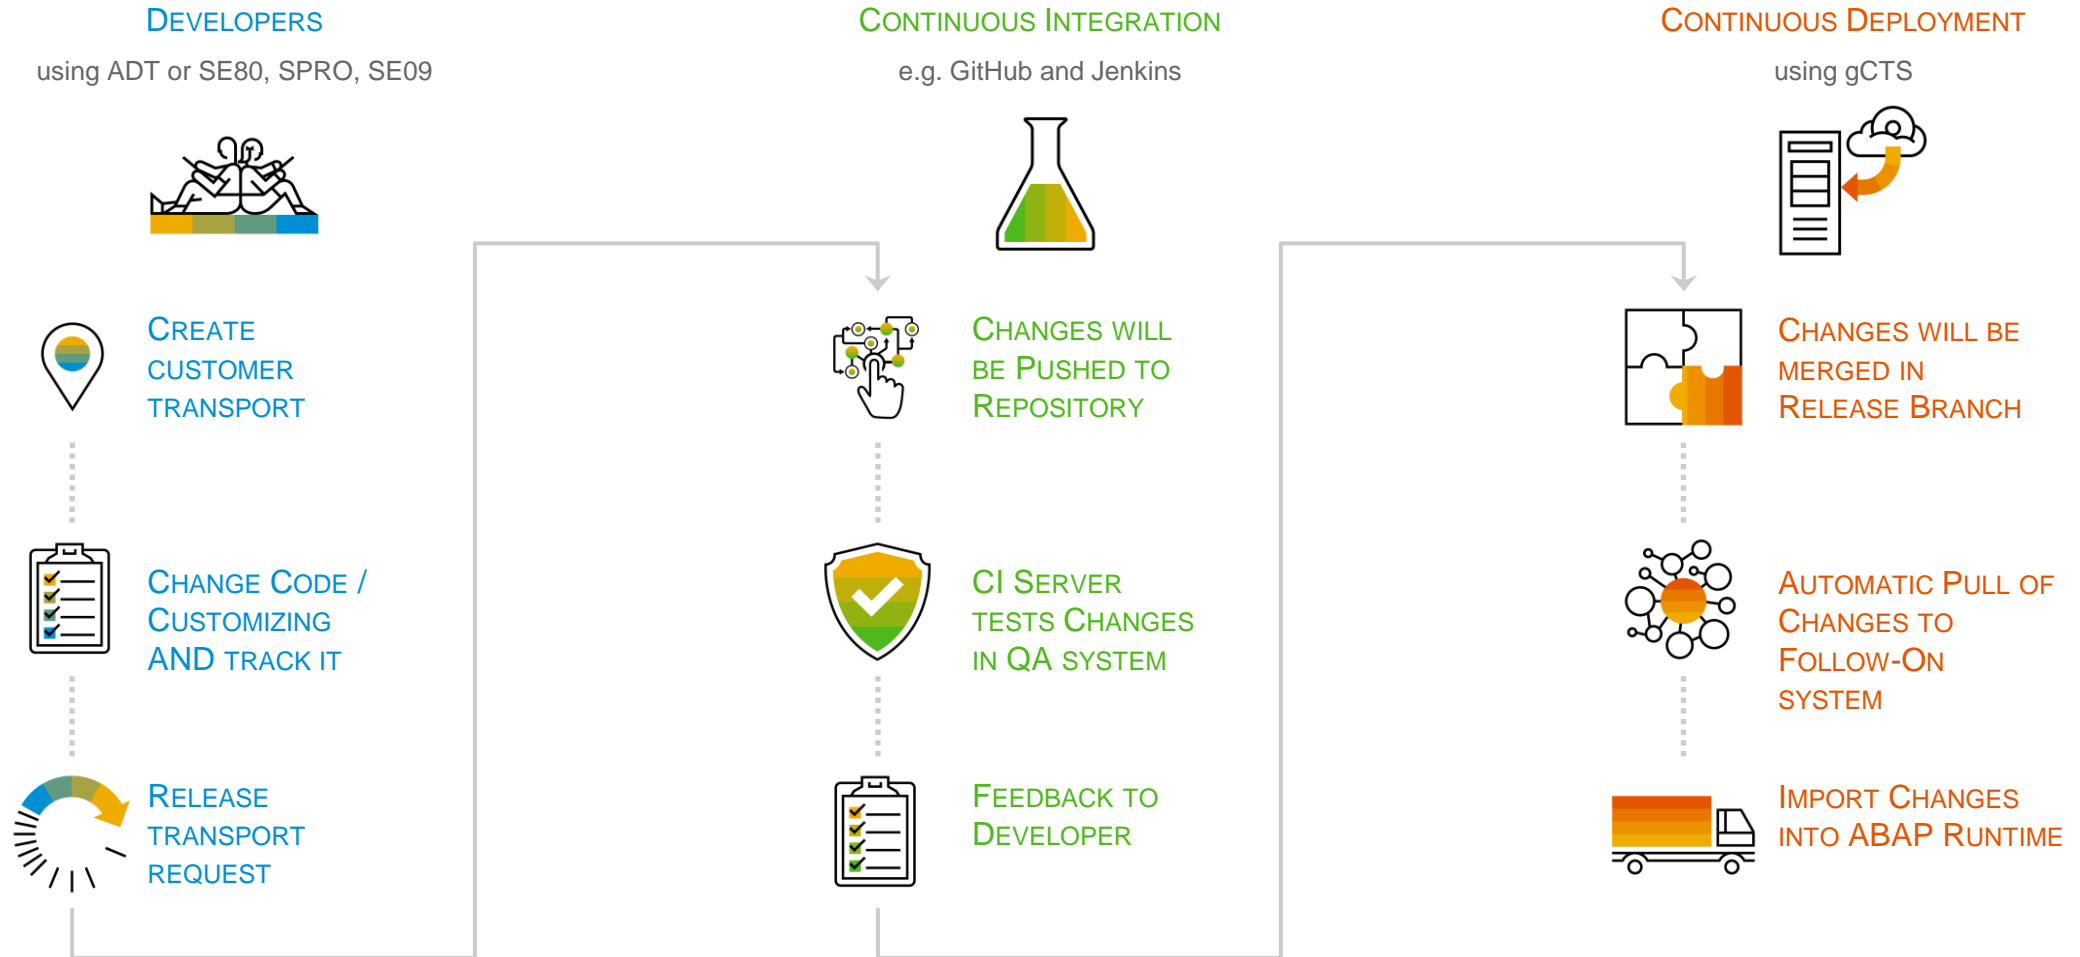 Developers
using ADT or SE80, SPRO, SE09
Create
customer
transport
Change Code /
Customizing
AND track it
Release
transport
request
Continuous Integration
e.g. GitHub and Jenkins
Changes will
be Pushed to
Repository
CI Server
tests Changes
in QA system
Feedback to
Developer
Continuous Deployment
using gCTS
Changes will be
merged in
Release Branch
Automatic Pull of
Changes to
Follow-On
system
Import Changes
into ABAP Runtime